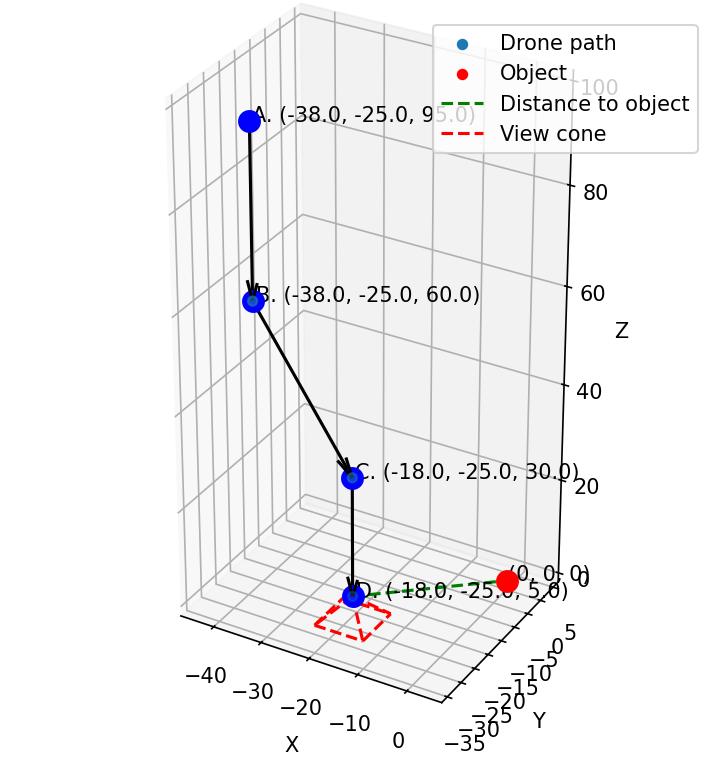 Drone path
Object
Distance to object
View cone
A. (-38.0, -25.0, 95.0)
B. (-38.0, -25.0, 60.0)
C. (-18.0, -25.0, 30.0)
D. (-18.0, -25.0, 5.0)
(0, 0, 0)
100
80
60
40
20
0
Z
−40
−30
−20
−10
0
X
5
0
−5
−10
−15
−20
−25
−30
−35
Y